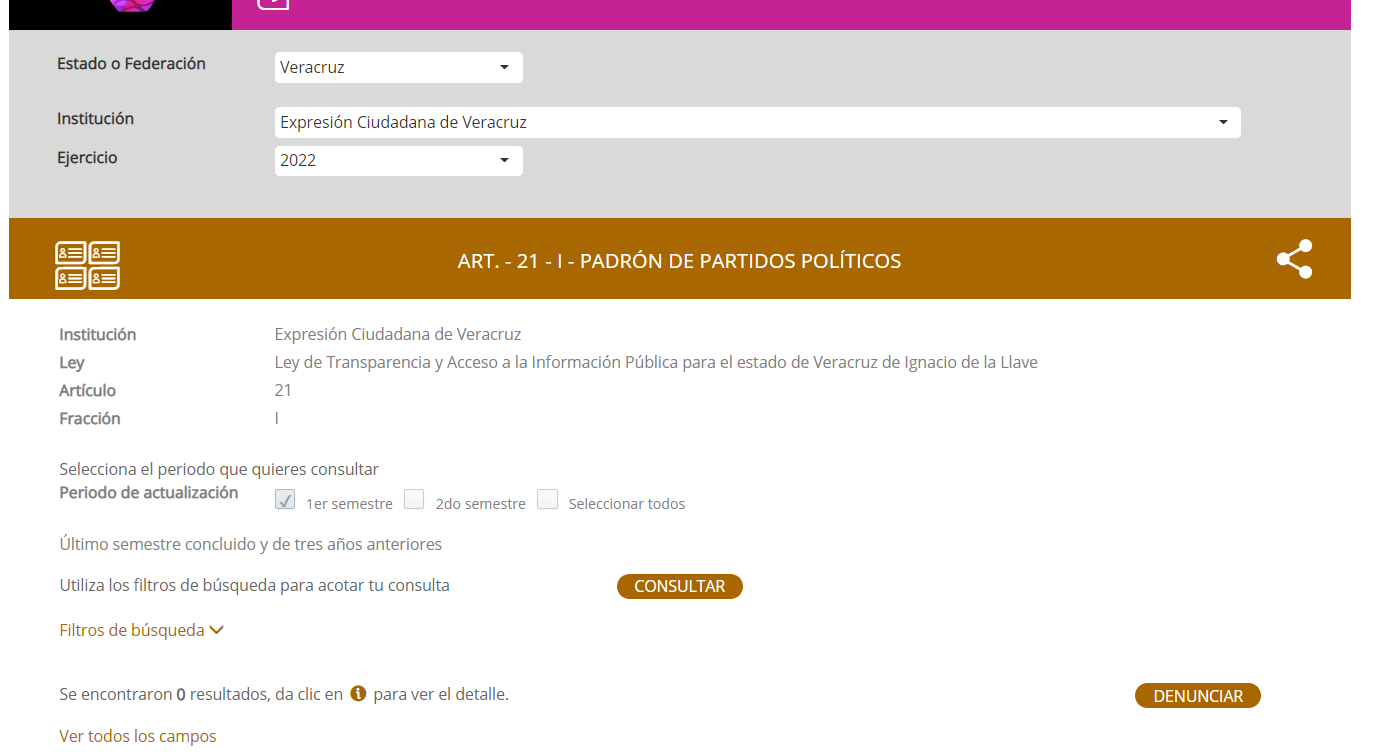 Estado o Federación
Veracruz
Institución
Expresión Ciudadana de Veracruz
Ejercicio
2022
ART. - 21 - I - PADRÓN DE PARTIDOS POLÍTICOS
Institución Expresión Ciudadana de Veracruz
Ley Ley de Transparencia y Acceso a la Información Pública para el estado de Veracruz de Ignacio de la Llave
Artículo 21
Fracción I
Selecciona el periodo que quieres consultar
Periodo de actualización 1er semestre 2do semestre Seleccionar todos
Último semestre concluido y de tres años anteriores
Utiliza los filtros de búsqueda para acotar tu consulta CONSULTAR
Filtros de búsqueda
Se encontraron 0 resultados, da clic en para ver el detalle. DENUNCIAR
Ver todos los campos